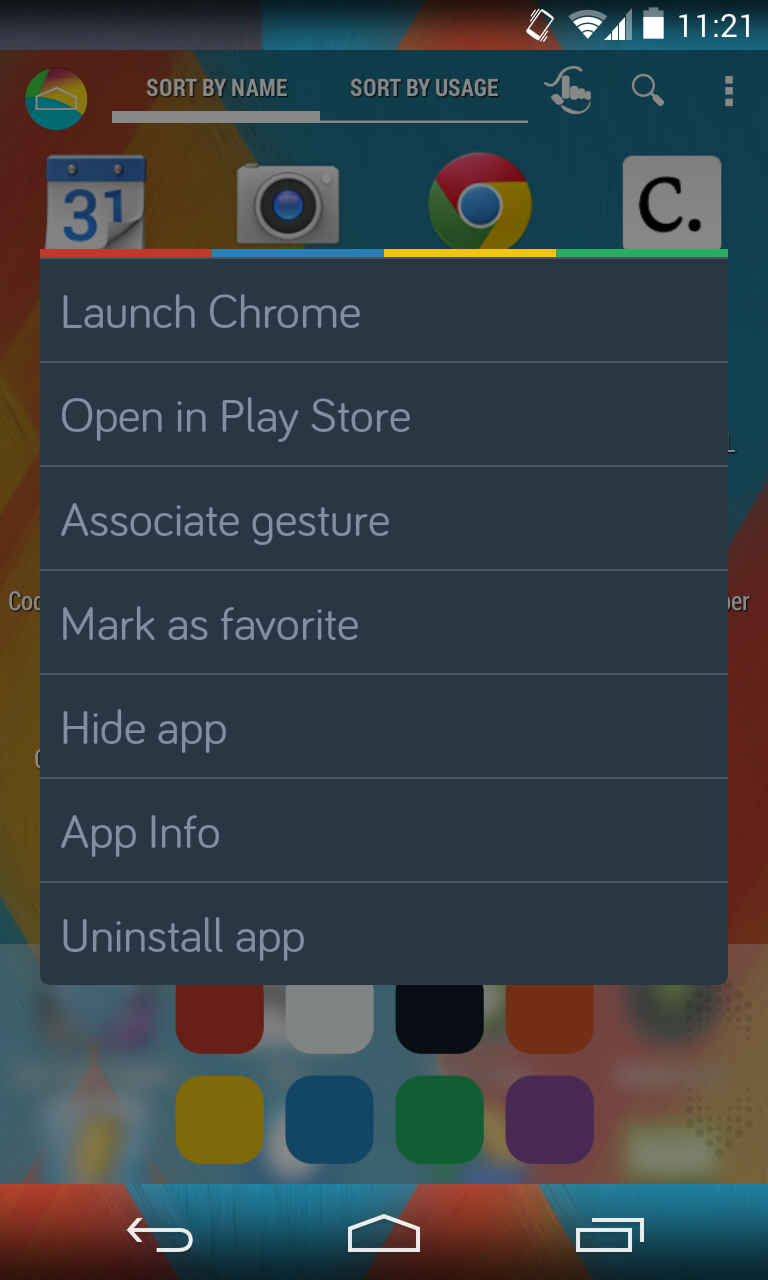 11:21
SORT BY NAME
SORT BY USAGE
31
C.
Launch Chrome
Open in Play Store
Associate gesture
Mark as favorite
Hide app
App Info
Uninstall app